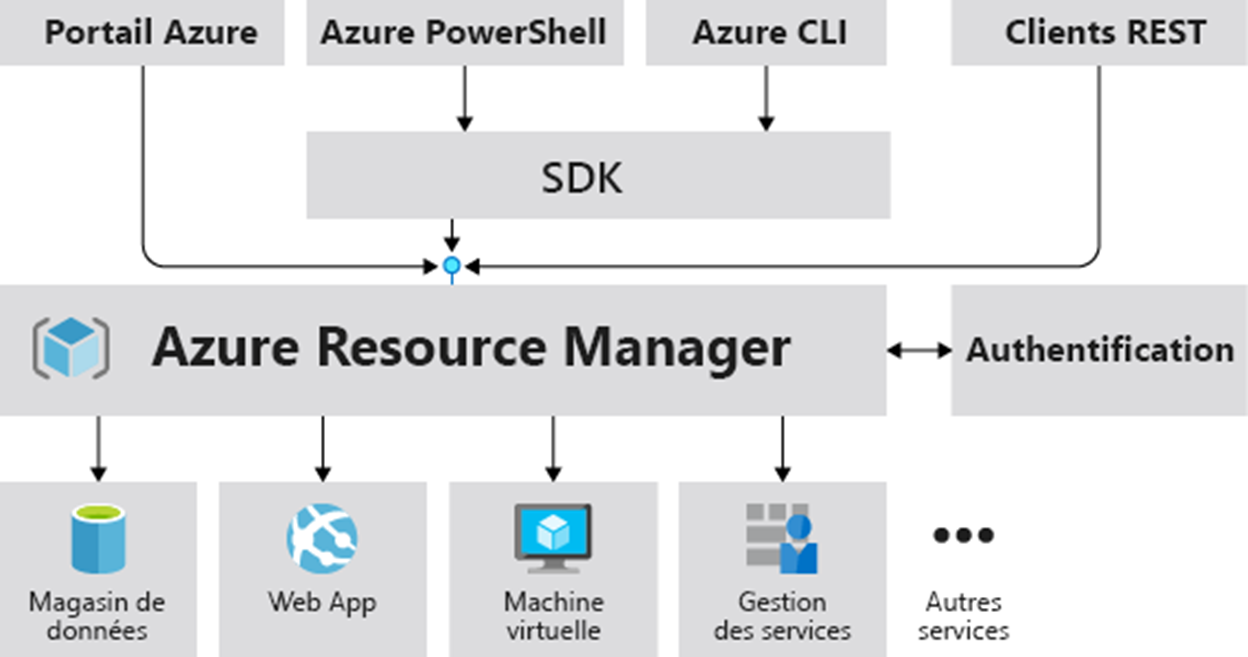 Portail Azure
Azure PowerShell
Azure CLI
Clients REST
SDK
Azure Resource Manager
Authentification
Magasin de
données
Web App
Machine
virtuelle
Gestion
des services
Autres
services